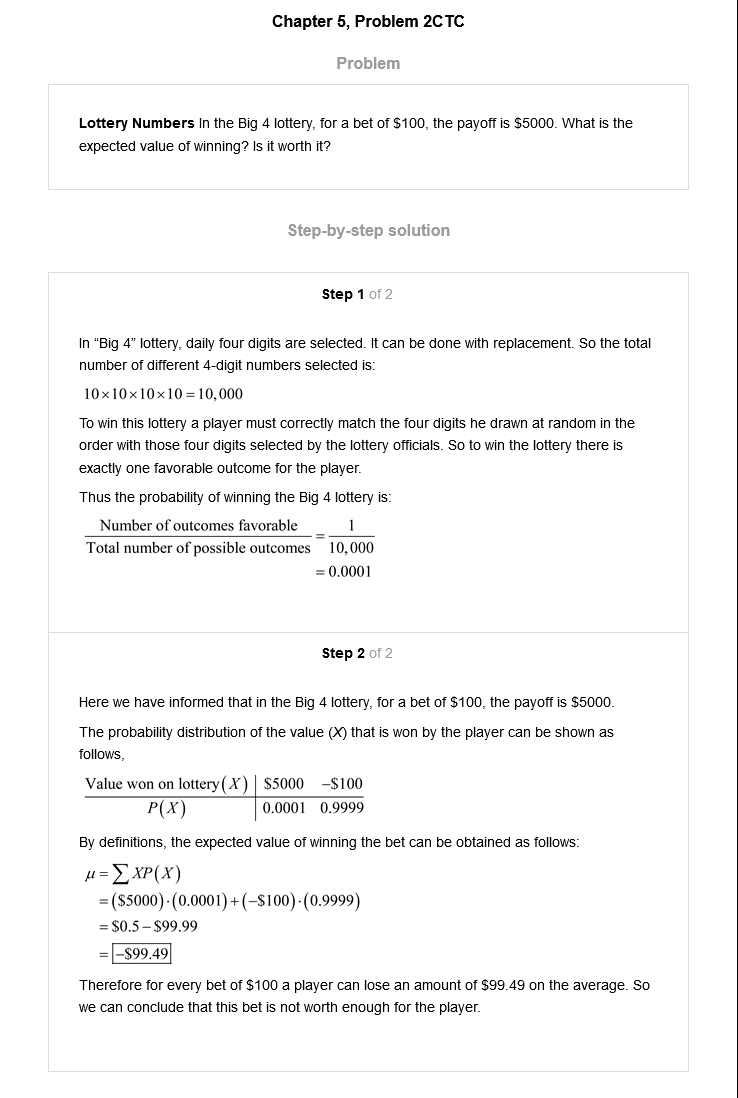 Chapter 5, Problem 2CTC
Problem
Lottery Numbers In the Big 4 lottery, for a bet of $100, the payoff is $5000. What is the
expected value of winning? Is it worth it?
Step-by-step solution
Step 1 of 2
In “Big 4” lottery, daily four digits are selected. It can be done with replacement. So the total
number of different 4-digit numbers selected is:
10×10×10×10 = 10,000
To win this lottery a player must correctly match the four digits he drawn at random in the
order with those four digits selected by the lottery officials. So to win the lottery there is
exactly one favorable outcome for the player.
Thus the probability of winning the Big 4 lottery is:
Number of outcomes favorable / Total number of possible outcomes = 1 / 10,000
= 0.0001
Step 2 of 2
Here we have informed that in the Big 4 lottery, for a bet of $100, the payoff is $5000.
The probability distribution of the value (X) that is won by the player can be shown as
follows,
Value won on lottery(X) | $5000 −$100
P(X) | 0.0001 0.9999
By definitions, the expected value of winning the bet can be obtained as follows:
μ = ∑ XP(X)
= ($5000)·(0.0001)+(−$100)·(0.9999)
= $0.5 − $99.99
= −$99.49
Therefore for every bet of $100 a player can lose an amount of $99.49 on the average. So
we can conclude that this bet is not worth enough for the player.